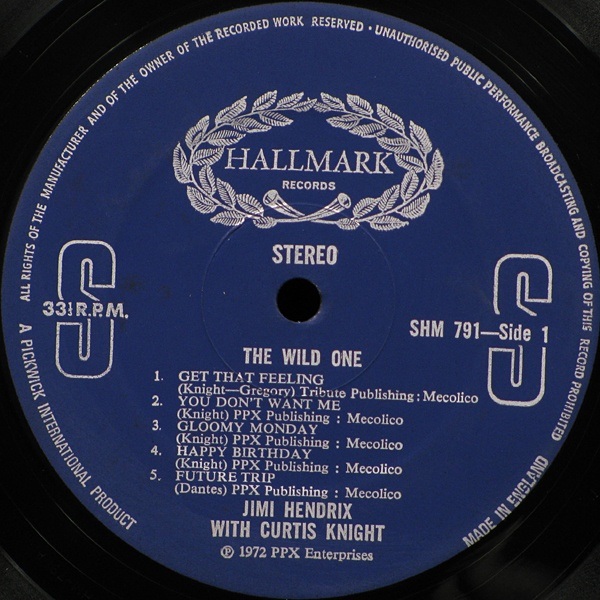 ALL RIGHTS OF THE MANUFACTURER AND OF THE OWNER OF THE RECORDED WORK RESERVED · UNAUTHORISED PUBLIC PERFORMANCE BROADCASTING AND COPYING OF THIS RECORD PROHIBITED
HALLMARK
RECORDS
STEREO
33⅓ R.P.M.
SHM 791—Side 1
THE WILD ONE
1. GET THAT FEELING
(Knight—Gregory) Tribute Publishing : Mecolico
2. YOU DON'T WANT ME
(Knight) PPX Publishing : Mecolico
3. GLOOMY MONDAY
(Knight) PPX Publishing : Mecolico
4. HAPPY BIRTHDAY
(Knight) PPX Publishing : Mecolico
5. FUTURE TRIP
(Dantes) PPX Publishing : Mecolico
JIMI HENDRIX
WITH CURTIS KNIGHT
℗ 1972 PPX Enterprises
A PICKWICK INTERNATIONAL PRODUCT
MADE IN ENGLAND